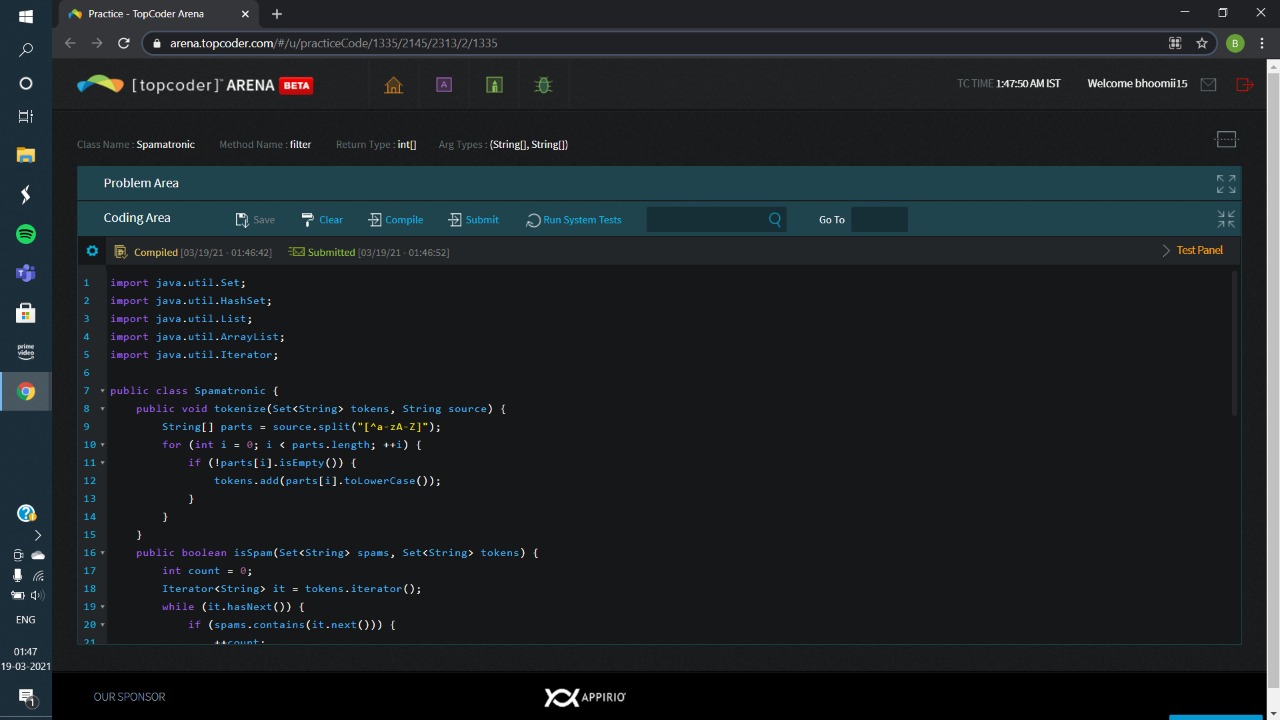 Practice - TopCoder Arena
arena.topcoder.com/#/u/practiceCode/1335/2145/2313/2/1335
B
[topcoder]™ ARENA BETA
A
TC TIME 1:47:50 AM IST
Welcome bhoomii15
Class Name : Spamatronic Method Name : filter Return Type : int[] Arg Types : (String[], String[])
Problem Area
Coding Area Save Clear Compile Submit Run System Tests Go To
Compiled [03/19/21 - 01:46:42] Submitted [03/19/21 - 01:46:52] Test Panel
1 import java.util.Set;
2 import java.util.HashSet;
3 import java.util.List;
4 import java.util.ArrayList;
5 import java.util.Iterator;
6
7 public class Spamatronic {
8 public void tokenize(Set<String> tokens, String source) {
9 String[] parts = source.split("[^a-zA-Z]");
10 for (int i = 0; i < parts.length; ++i) {
11 if (!parts[i].isEmpty()) {
12 tokens.add(parts[i].toLowerCase());
13 }
14 }
15 }
16 public boolean isSpam(Set<String> spams, Set<String> tokens) {
17 int count = 0;
18 Iterator<String> it = tokens.iterator();
19 while (it.hasNext()) {
20 if (spams.contains(it.next())) {
21 ++count;
OUR SPONSOR
APPIRIO
prime video
ENG
01:47
19-03-2021
1